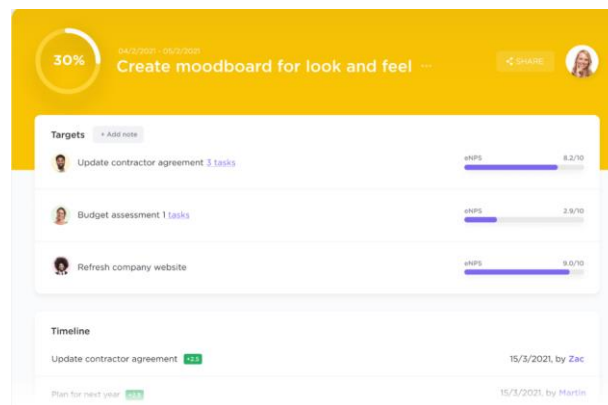 30%
04/2/2021 - 05/2/2021
Create moodboard for look and feel ...
SHARE
Targets + Add note
Update contractor agreement 3 tasks
eNPS 8.2/10
Budget assessment 1 tasks
eNPS 2.9/10
Refresh company website
eNPS 9.0/10
Timeline
Update contractor agreement +2.5 15/3/2021, by Zac
Plan for next year 15/3/2021, by Martin